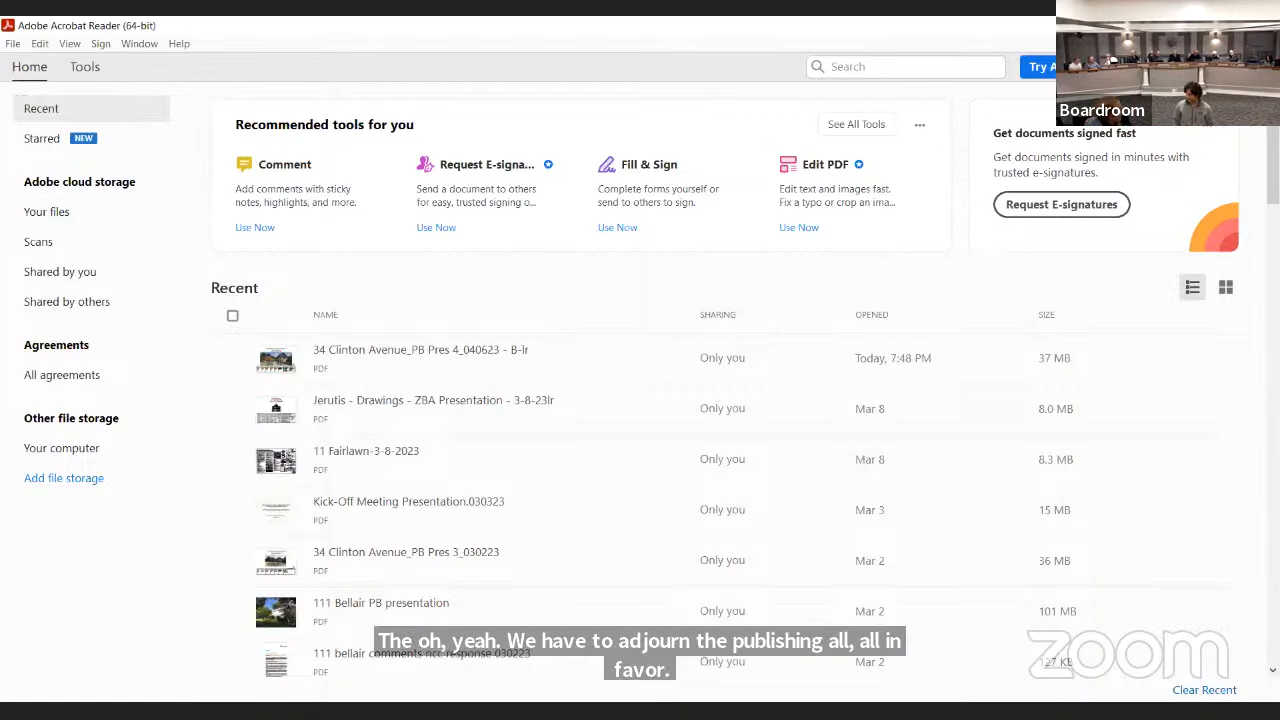 Adobe Acrobat Reader (64-bit)
File Edit View Sign Window Help
Home Tools
Search
Try A
Boardroom
Recent
Starred NEW
Adobe cloud storage
Your files
Scans
Shared by you
Shared by others
Agreements
All agreements
Other file storage
Your computer
Add file storage
Recommended tools for you
See All Tools ...
Comment
Add comments with sticky
notes, highlights, and more.
Use Now
Request E-signa...
Send a document to others
for easy, trusted signing o...
Use Now
Fill & Sign
Complete forms yourself or
send to others to sign.
Use Now
Edit PDF
Edit text and images fast.
Fix a typo or crop an ima...
Use Now
Get documents signed fast
Get documents signed in minutes with
trusted e-signatures.
Request E-signatures
Recent
NAME SHARING OPENED SIZE
34 Clinton Avenue_PB Pres 4_040623 - B-lr
PDF
Only you Today, 7:48 PM 37 MB
Jerutis - Drawings - ZBA Presentation - 3-8-23lr
PDF
Only you Mar 8 8.0 MB
11 Fairlawn-3-8-2023
PDF
Only you Mar 8 8.3 MB
Kick-Off Meeting Presentation.030323
PDF
Only you Mar 3 15 MB
34 Clinton Avenue_PB Pres 3_030223
PDF
Only you Mar 2 36 MB
111 Bellair PB presentation
PDF
Only you Mar 2 101 MB
111 bellair comments ncc response 030223
PDF
Only you Mar 2 127 KB
The oh, yeah. We have to adjourn the publishing all, all in
favor.
zoom
Clear Recent